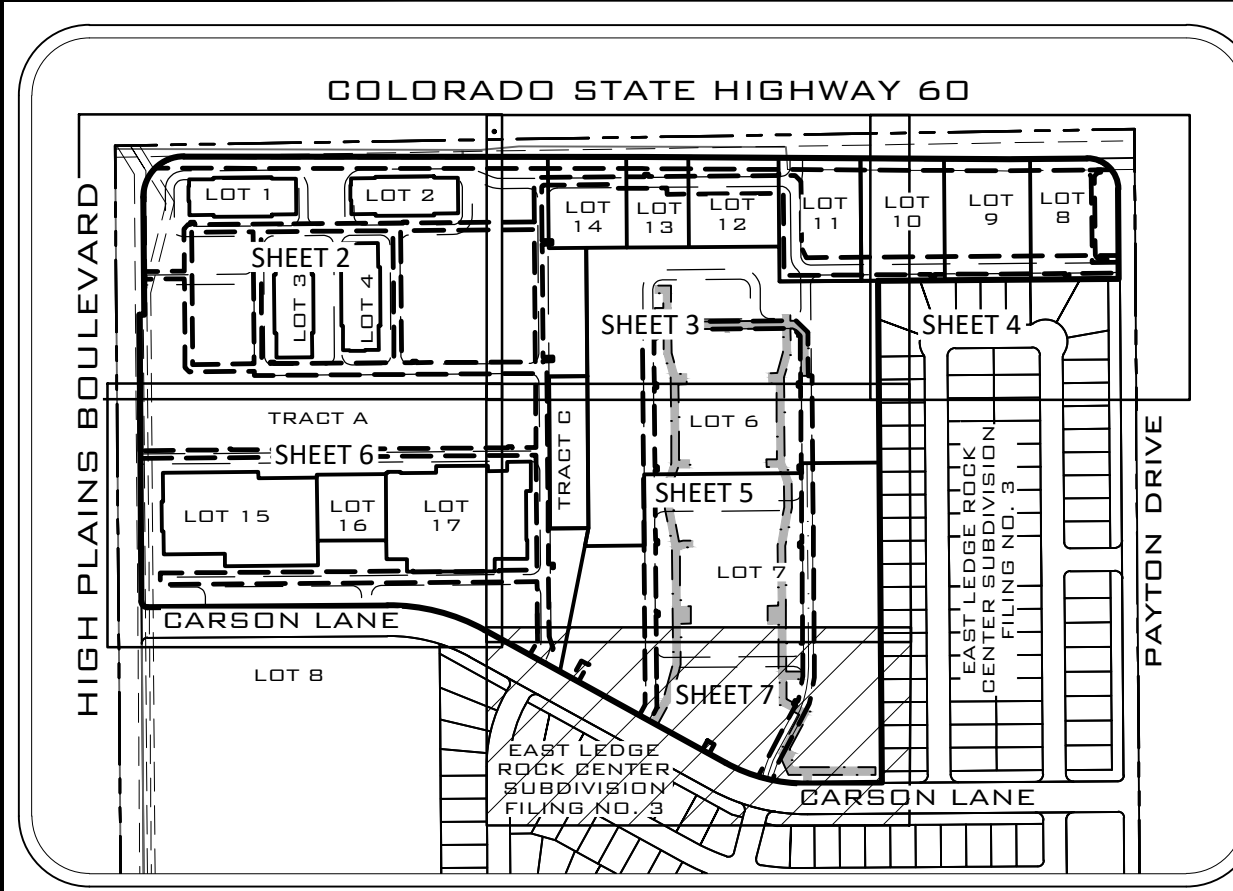 COLORADO STATE HIGHWAY 60
HIGH PLAINS BOULEVARD
LOT 1
LOT 2
LOT
14
LOT
13
LOT
12
LOT
11
LOT
10
LOT
9
LOT
8
SHEET 2
LOT 3
LOT 4
SHEET 3
SHEET 4
TRACT A
TRACT C
LOT 6
SHEET 6
SHEET 5
LOT 15
LOT
16
LOT
17
LOT 7
EAST LEDGE ROCK
CENTER SUBDIVISION
FILING NO. 3
PAYTON DRIVE
CARSON LANE
LOT 8
SHEET 7
EAST LEDGE
ROCK CENTER
SUBDIVISION
FILING NO. 3
CARSON LANE